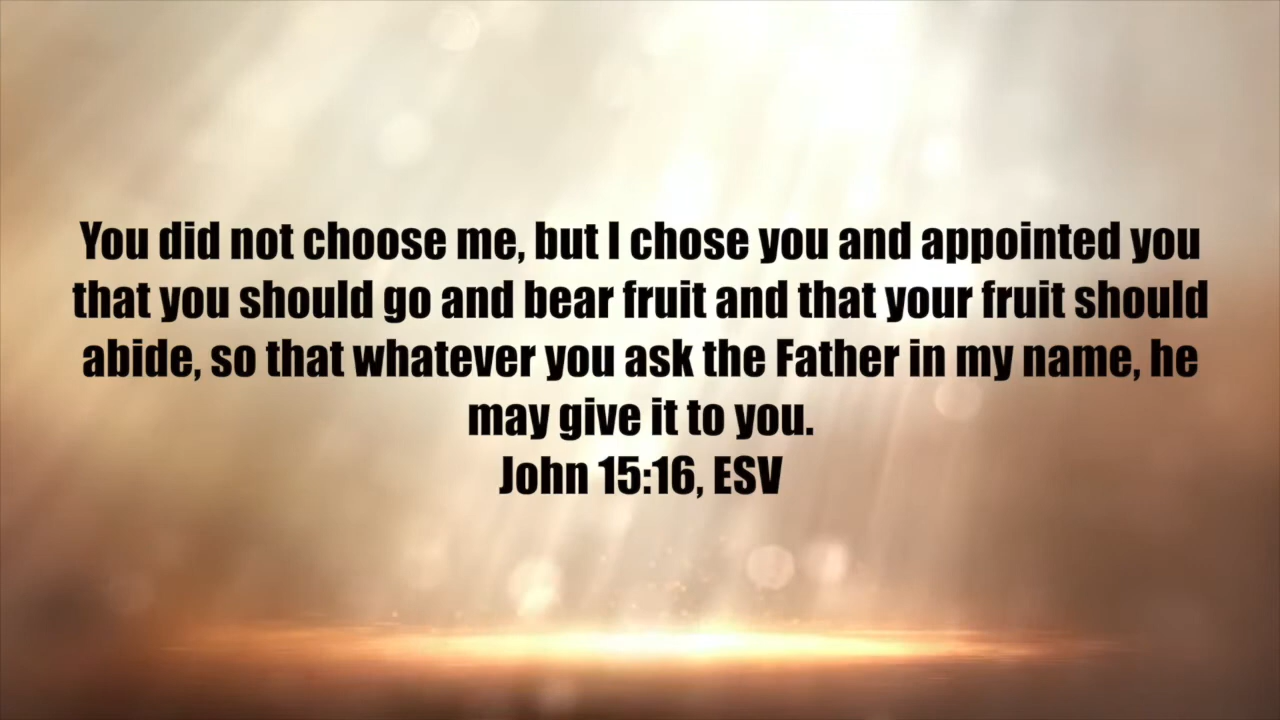 You did not choose me, but I chose you and appointed you
that you should go and bear fruit and that your fruit should
abide, so that whatever you ask the Father in my name, he
may give it to you.
John 15:16, ESV